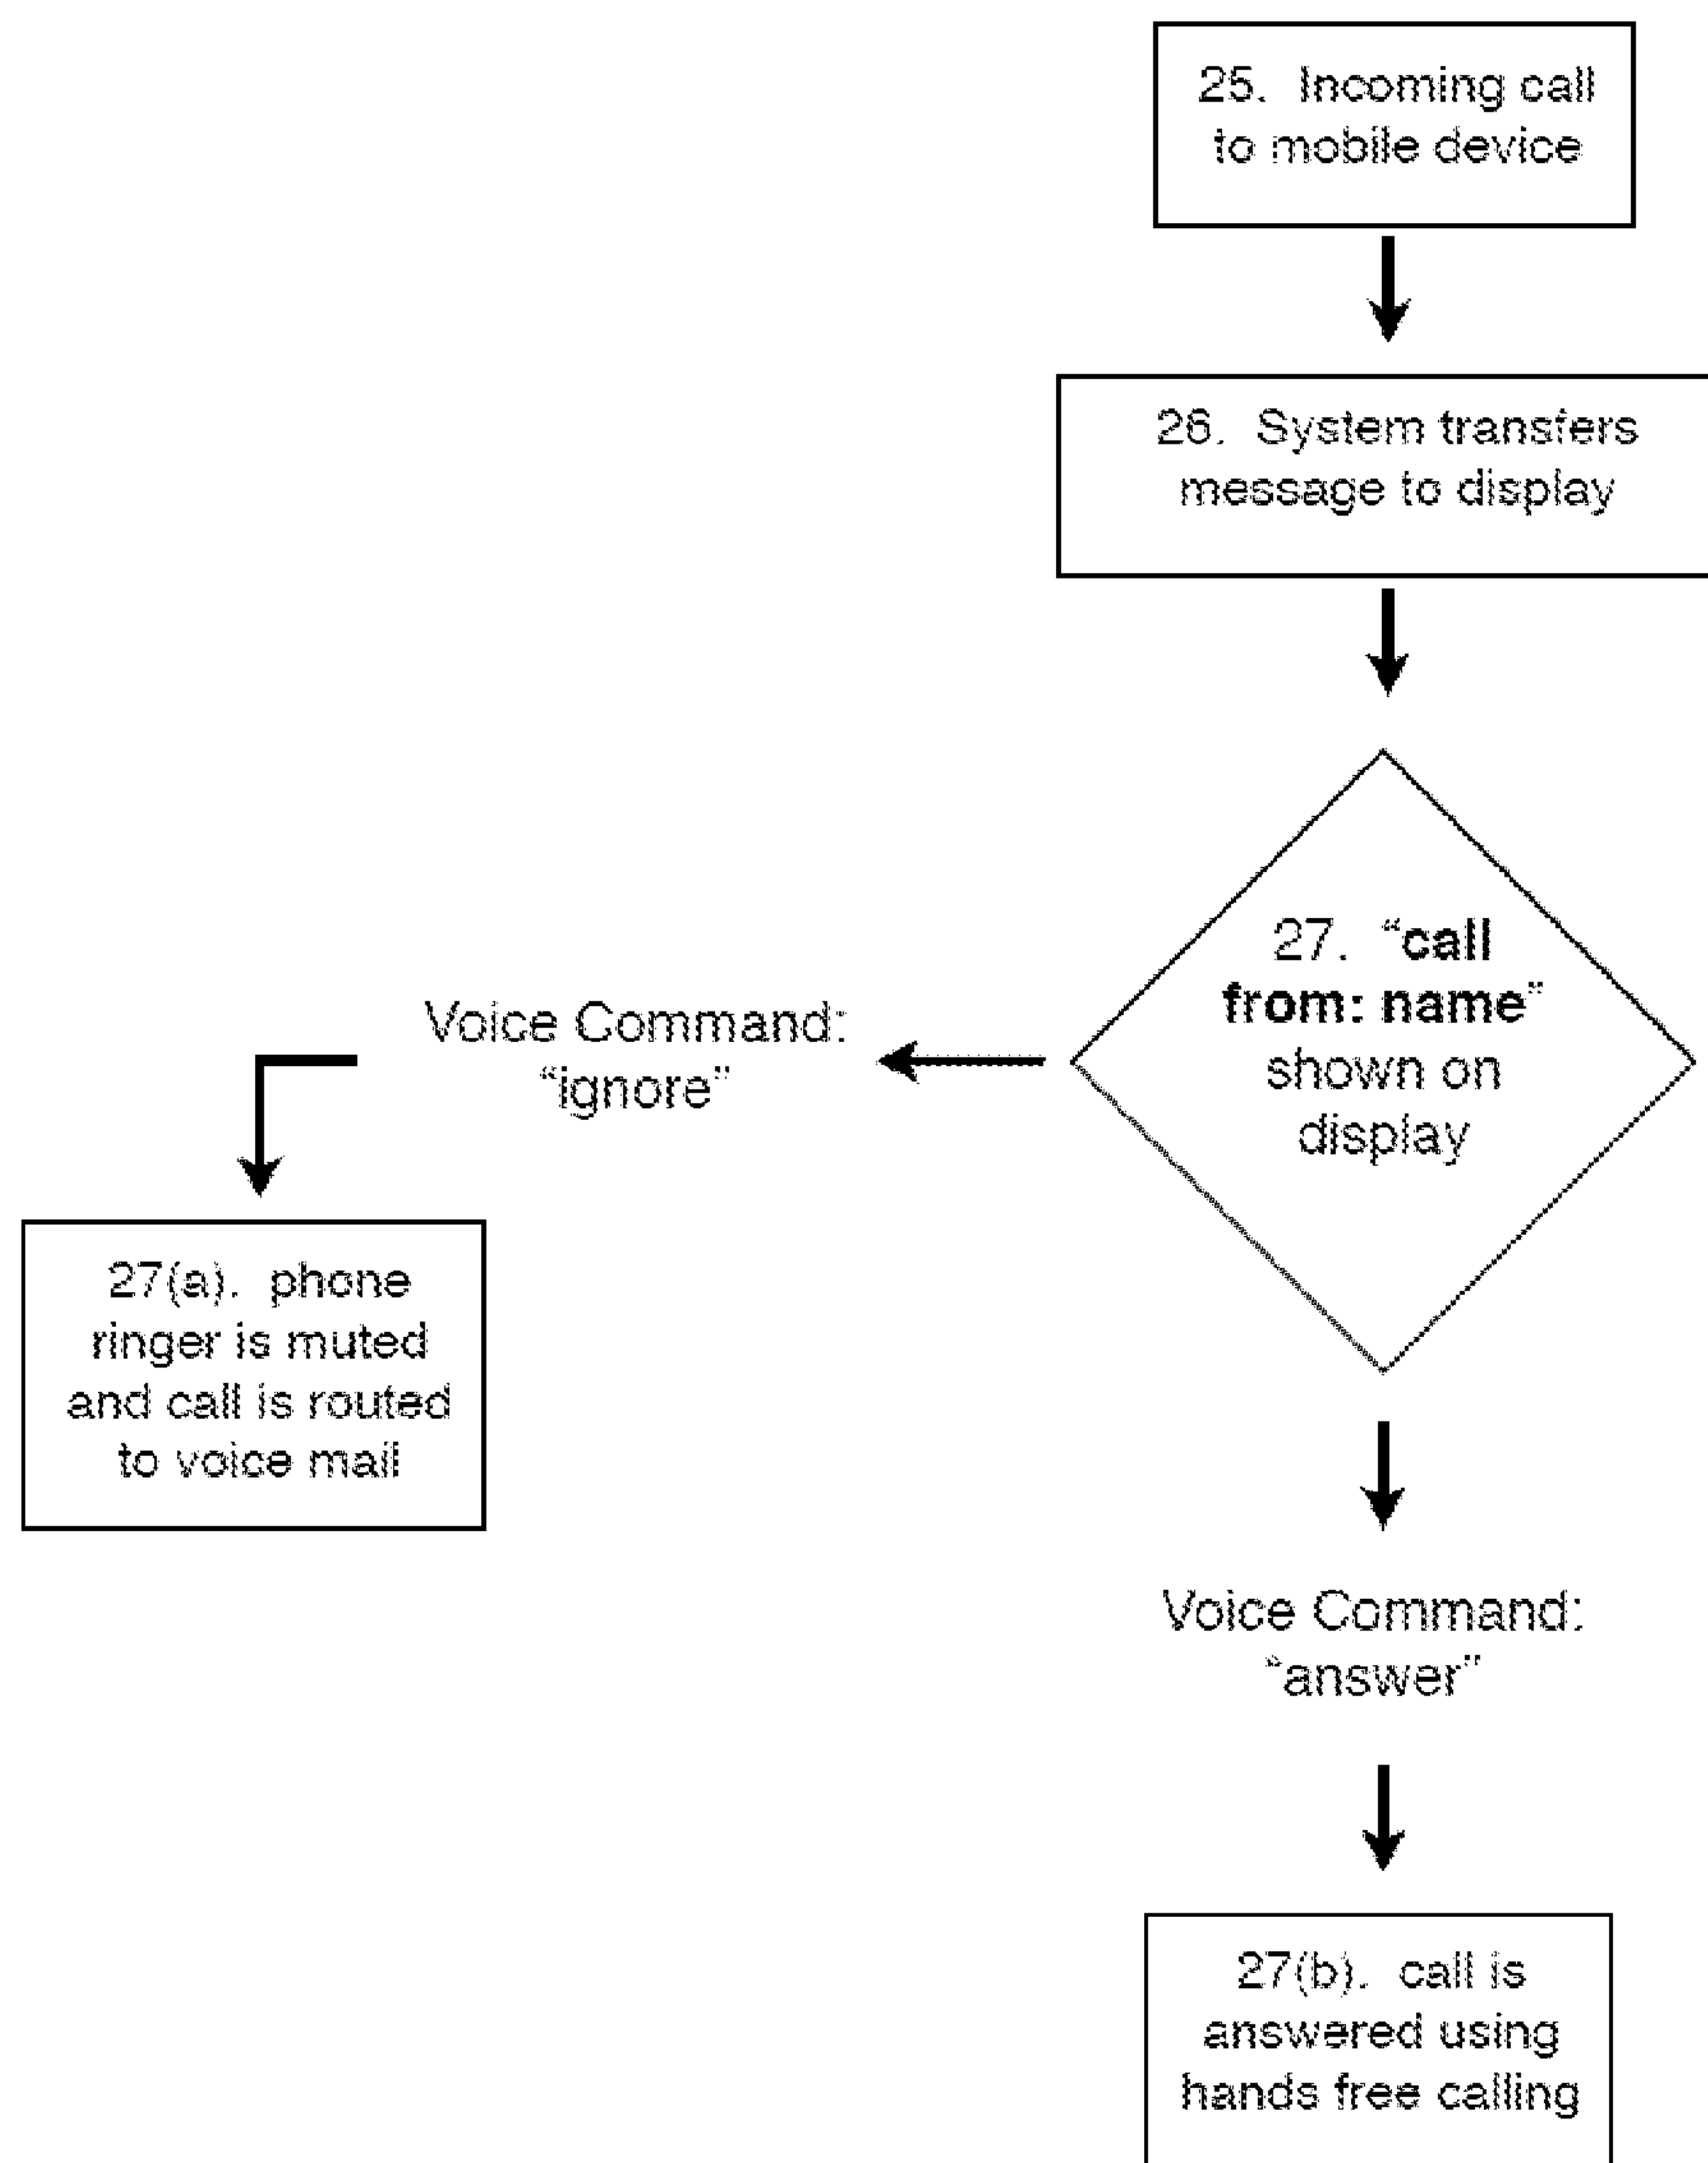 25. Incoming call
to mobile device
26. System transfers
message to display
27. “call
from: name”
shown on
display
Voice Command:
“ignore”
27(a). phone
ringer is muted
and call is routed
to voice mail
Voice Command:
“answer”
27(b). call is
answered using
hands free calling